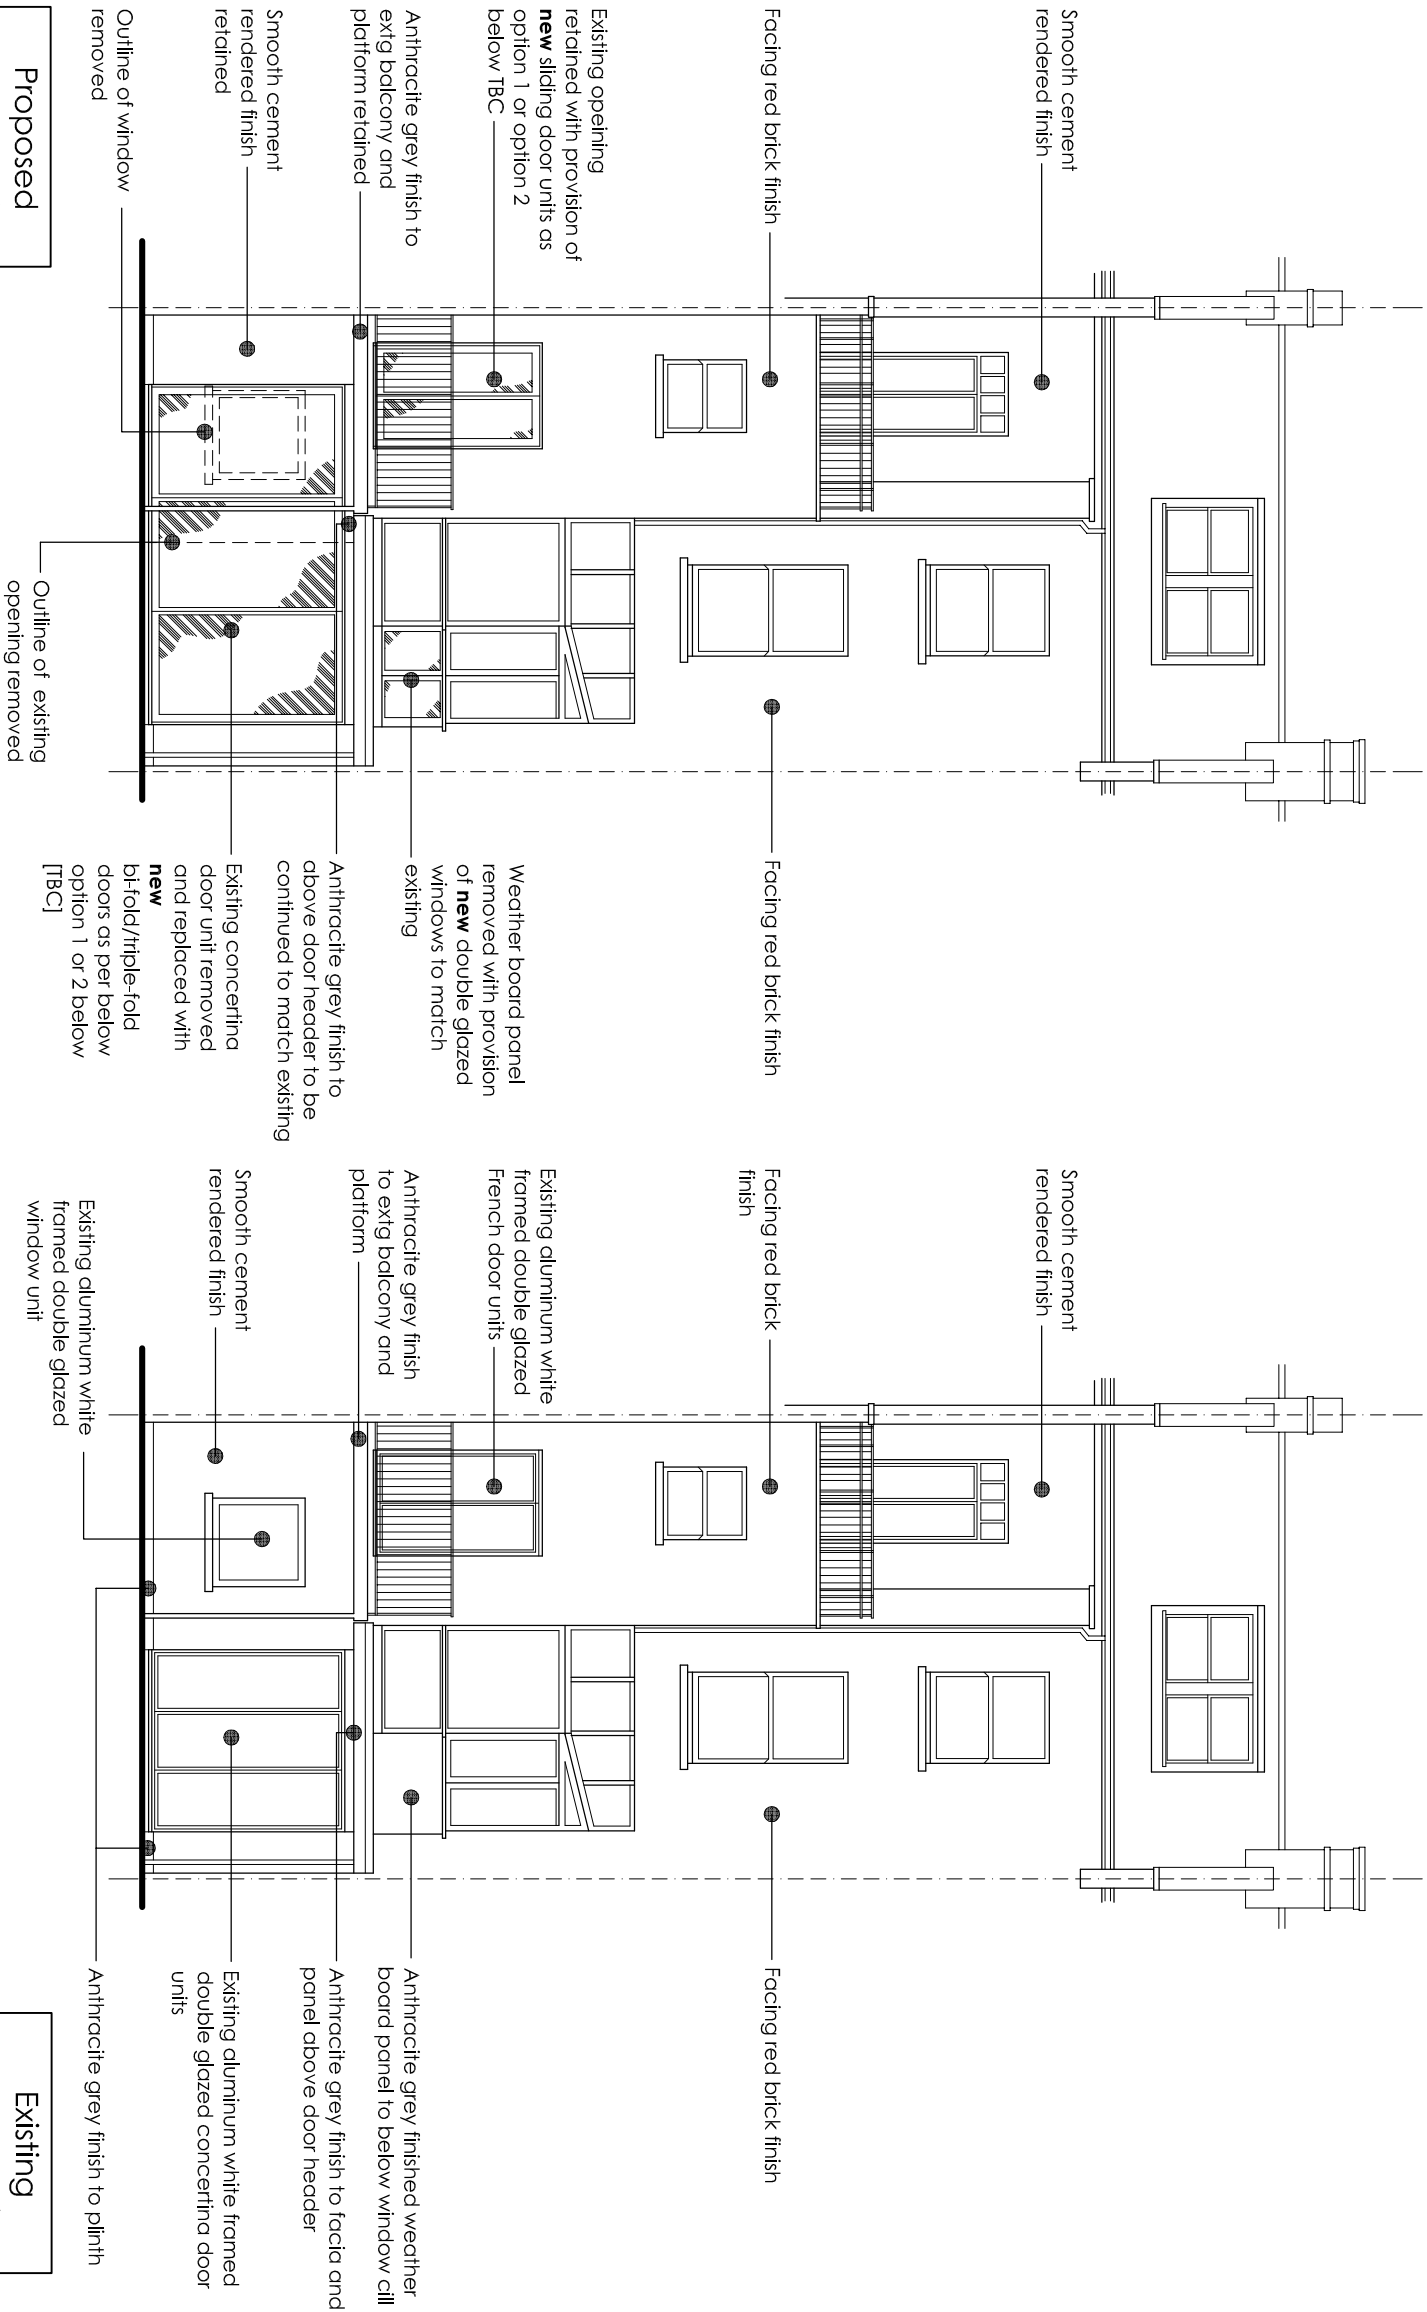 Smooth cement
rendered finish
Facing red brick finish
Existing opeining
retained with provision of
new sliding door units as
option 1 or option 2
below TBC
Anthracite grey finish to
extg balcony and
platform retained
Smooth cement
rendered finish
retained
Outline of window
removed
Proposed
Outline of existing
opening removed
Facing red brick finish
Weather board panel
removed with provision
of new double glazed
windows to match
existing
Anthracite grey finish to
above door header to be
continued to match existing
Existing concertina
door unit removed
and replaced with
new
bi-fold/triple-fold
doors as per below
option 1 or 2 below
[TBC]
Smooth cement
rendered finish
Facing red brick
finish
Existing aluminum white
framed double glazed
French door units
Anthracite grey finish
to extg balcony and
platform
Smooth cement
rendered finish
Existing aluminum white
framed double glazed
window unit
Facing red brick finish
Anthracite grey finished weather
board panel to below window cill
Anthracite grey finish to facia and
panel above door header
Existing aluminum white framed
double glazed concertina door
units
Anthracite grey finish to plinth
Existing